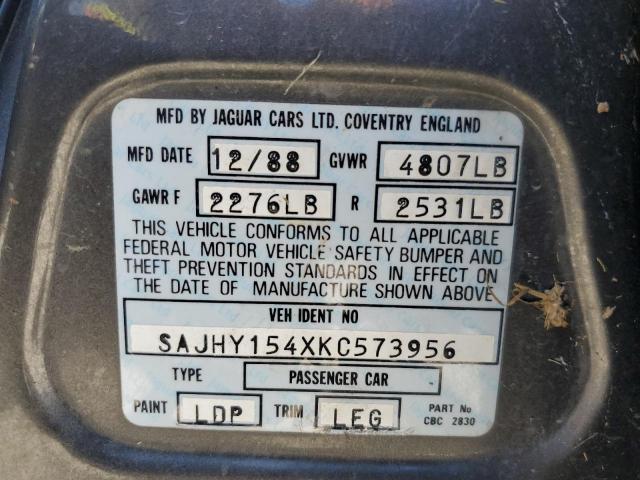 MFD BY JAGUAR CARS LTD. COVENTRY ENGLAND
MFD DATE 12/88 GVWR 4807LB
GAWR F 2276LB R 2531LB
THIS VEHICLE CONFORMS TO ALL APPLICABLE
FEDERAL MOTOR VEHICLE SAFETY BUMPER AND
THEFT PREVENTION STANDARDS IN EFFECT ON
THE DATE OF MANUFACTURE SHOWN ABOVE
VEH IDENT NO
SAJHY154XKC573956
TYPE PASSENGER CAR
PAINT LDP TRIM LEG PART No
CBC 2830